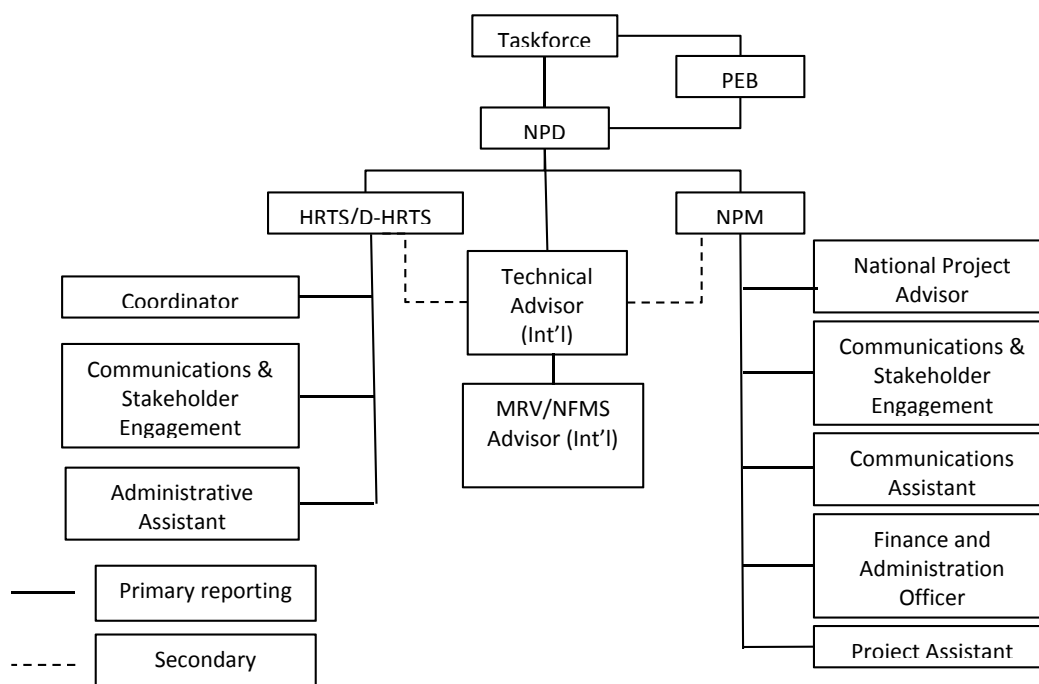 Taskforce
PEB
NPD
HRTS/D-HRTS
NPM
Technical
Advisor
(Int'l)
MRV/NFMS
Advisor (Int'l)
Coordinator
Communications &
Stakeholder
Engagement
Administrative
Assistant
National Project
Advisor
Communications &
Stakeholder
Engagement
Communications
Assistant
Finance and
Administration
Officer
Project Assistant
Primary reporting
Secondary